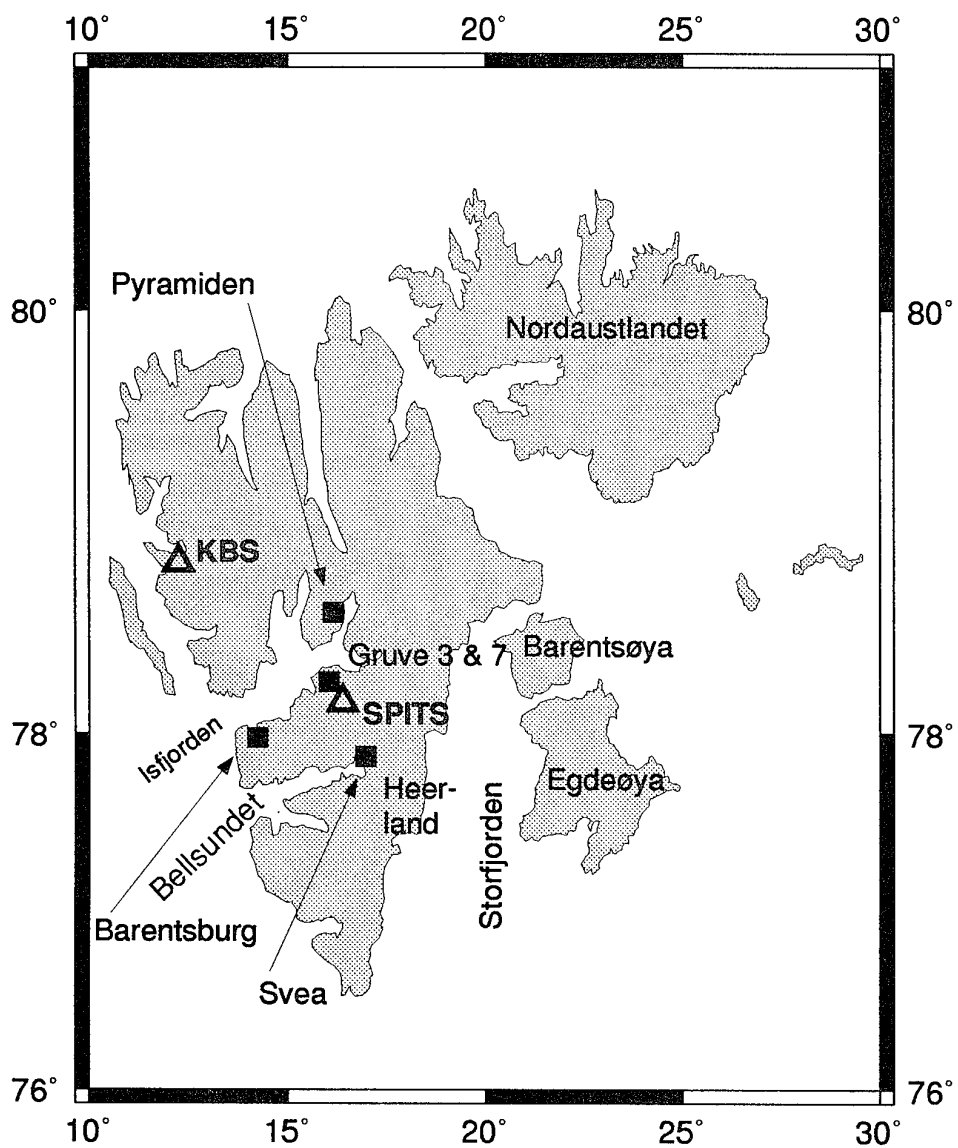 10° 15° 20° 25° 30°
80° 80°
Pyramiden
Nordaustlandet
KBS
Gruve 3 & 7
Barentsøya
SPITS
78° 78°
Isfjorden
Heer-
land
Egdeøya
Bellsundet
Storfjorden
Barentsburg
Svea
76° 76°
10° 15° 20° 25° 30°